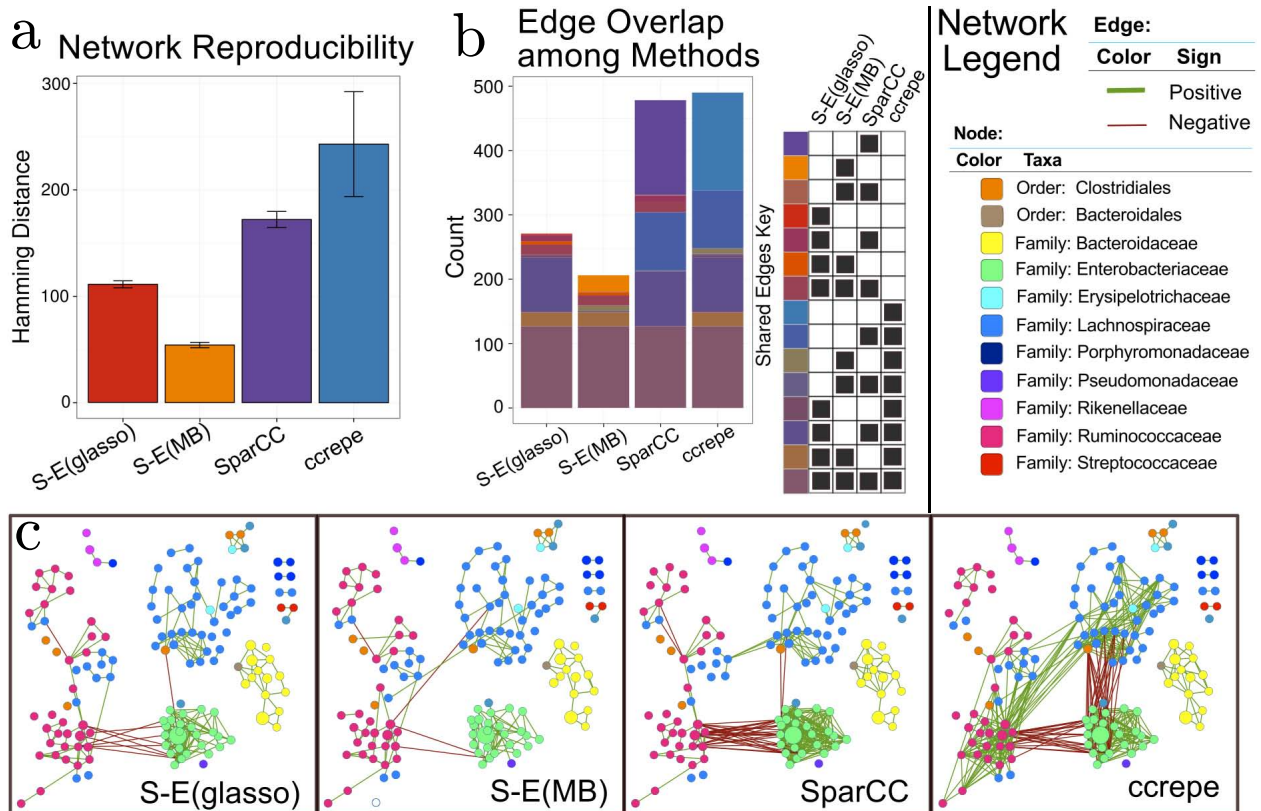 a
Network Reproducibility
Hamming Distance
300
200
100
0
S-E(glasso)
S-E(MB)
SparCC
ccrepe
b
Edge Overlap
among Methods
Count
500
400
300
200
100
0
S-E(glasso)
S-E(MB)
SparCC
ccrepe
Shared Edges Key
S-E(glasso)
S-E(MB)
SparCC
ccrepe
Network
Legend
Edge:
Color Sign
Positive
Negative
Node:
Color Taxa
Order: Clostridiales
Order: Bacteroidales
Family: Bacteroidaceae
Family: Enterobacteriaceae
Family: Erysipelotrichaceae
Family: Lachnospiraceae
Family: Porphyromonadaceae
Family: Pseudomonadaceae
Family: Rikenellaceae
Family: Ruminococcaceae
Family: Streptococcaceae
c
S-E(glasso)
S-E(MB)
SparCC
ccrepe